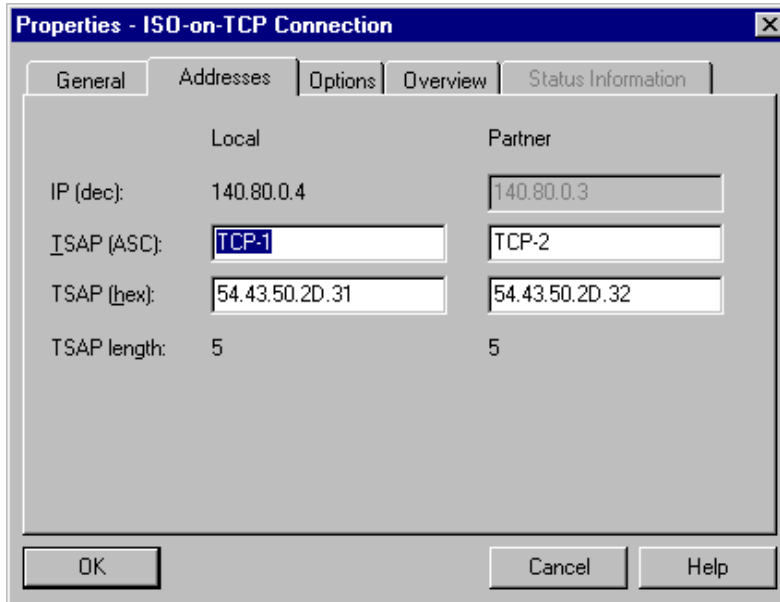 Properties - ISO-on-TCP Connection
General Addresses Options Overview Status Information
Local Partner
IP (dec): 140.80.0.4 140.80.0.3
TSAP (ASC): TCP-1 TCP-2
TSAP (hex): 54.43.50.2D.31 54.43.50.2D.32
TSAP length: 5 5
OK Cancel Help